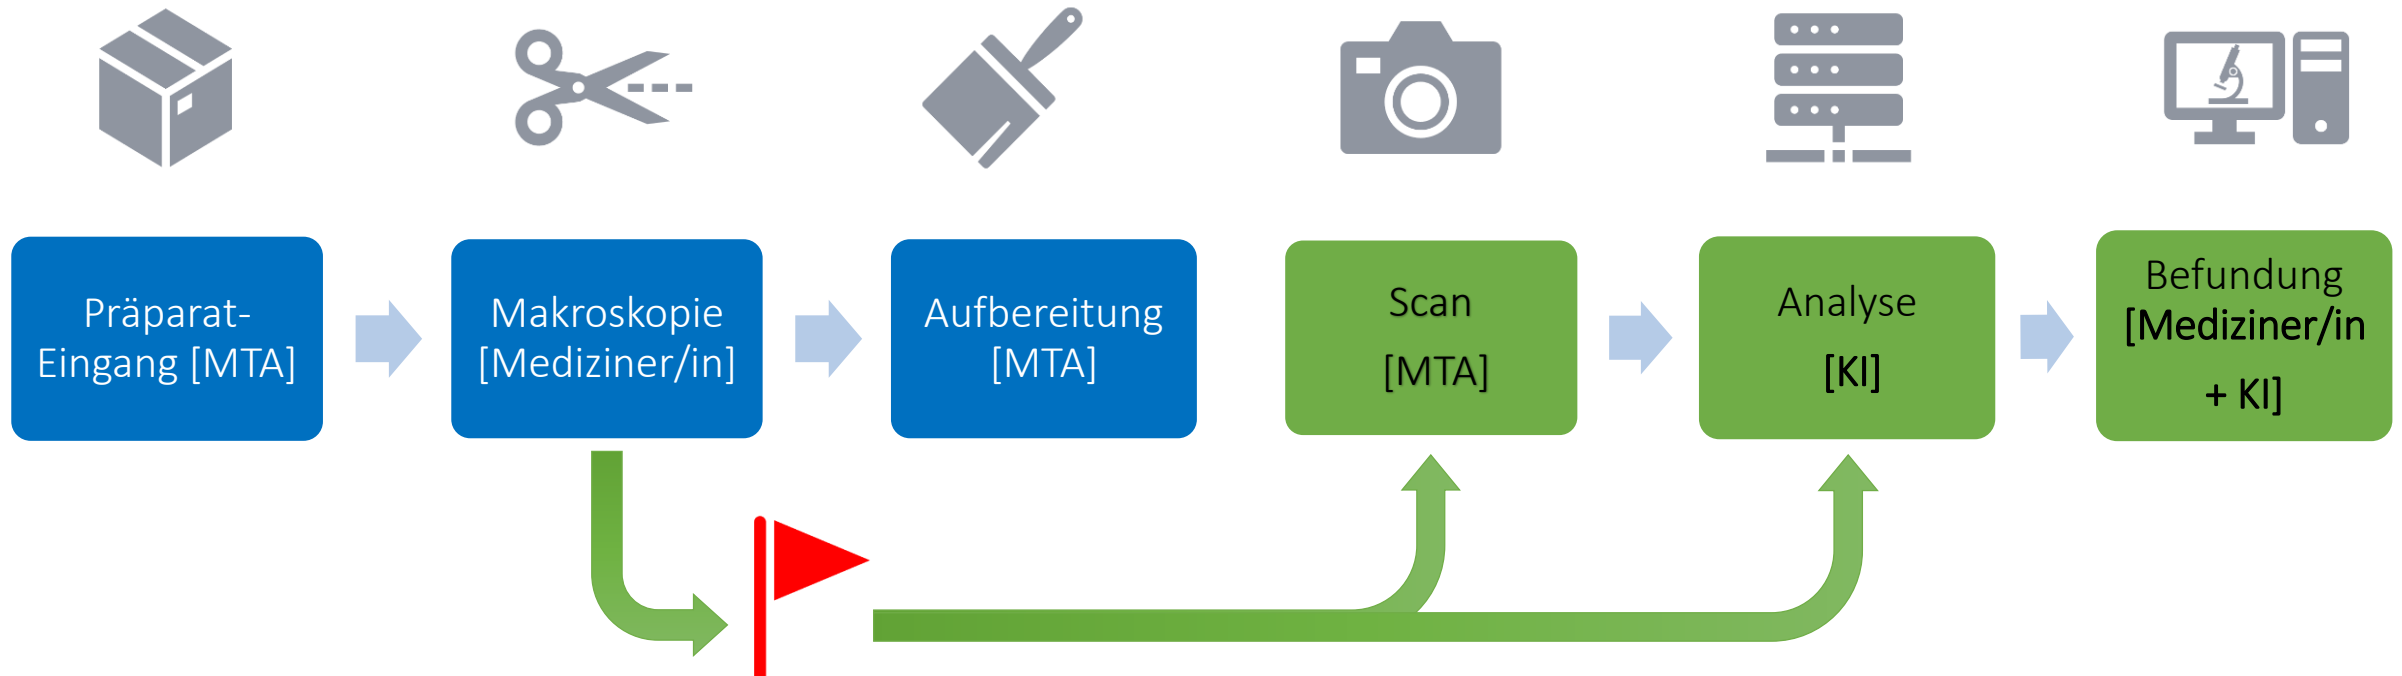 Präparat-
Eingang [MTA]
Makroskopie
[Mediziner/in]
Aufbereitung
[MTA]
Scan
[MTA]
Analyse
[KI]
Befundung
[Mediziner/in
+ KI]